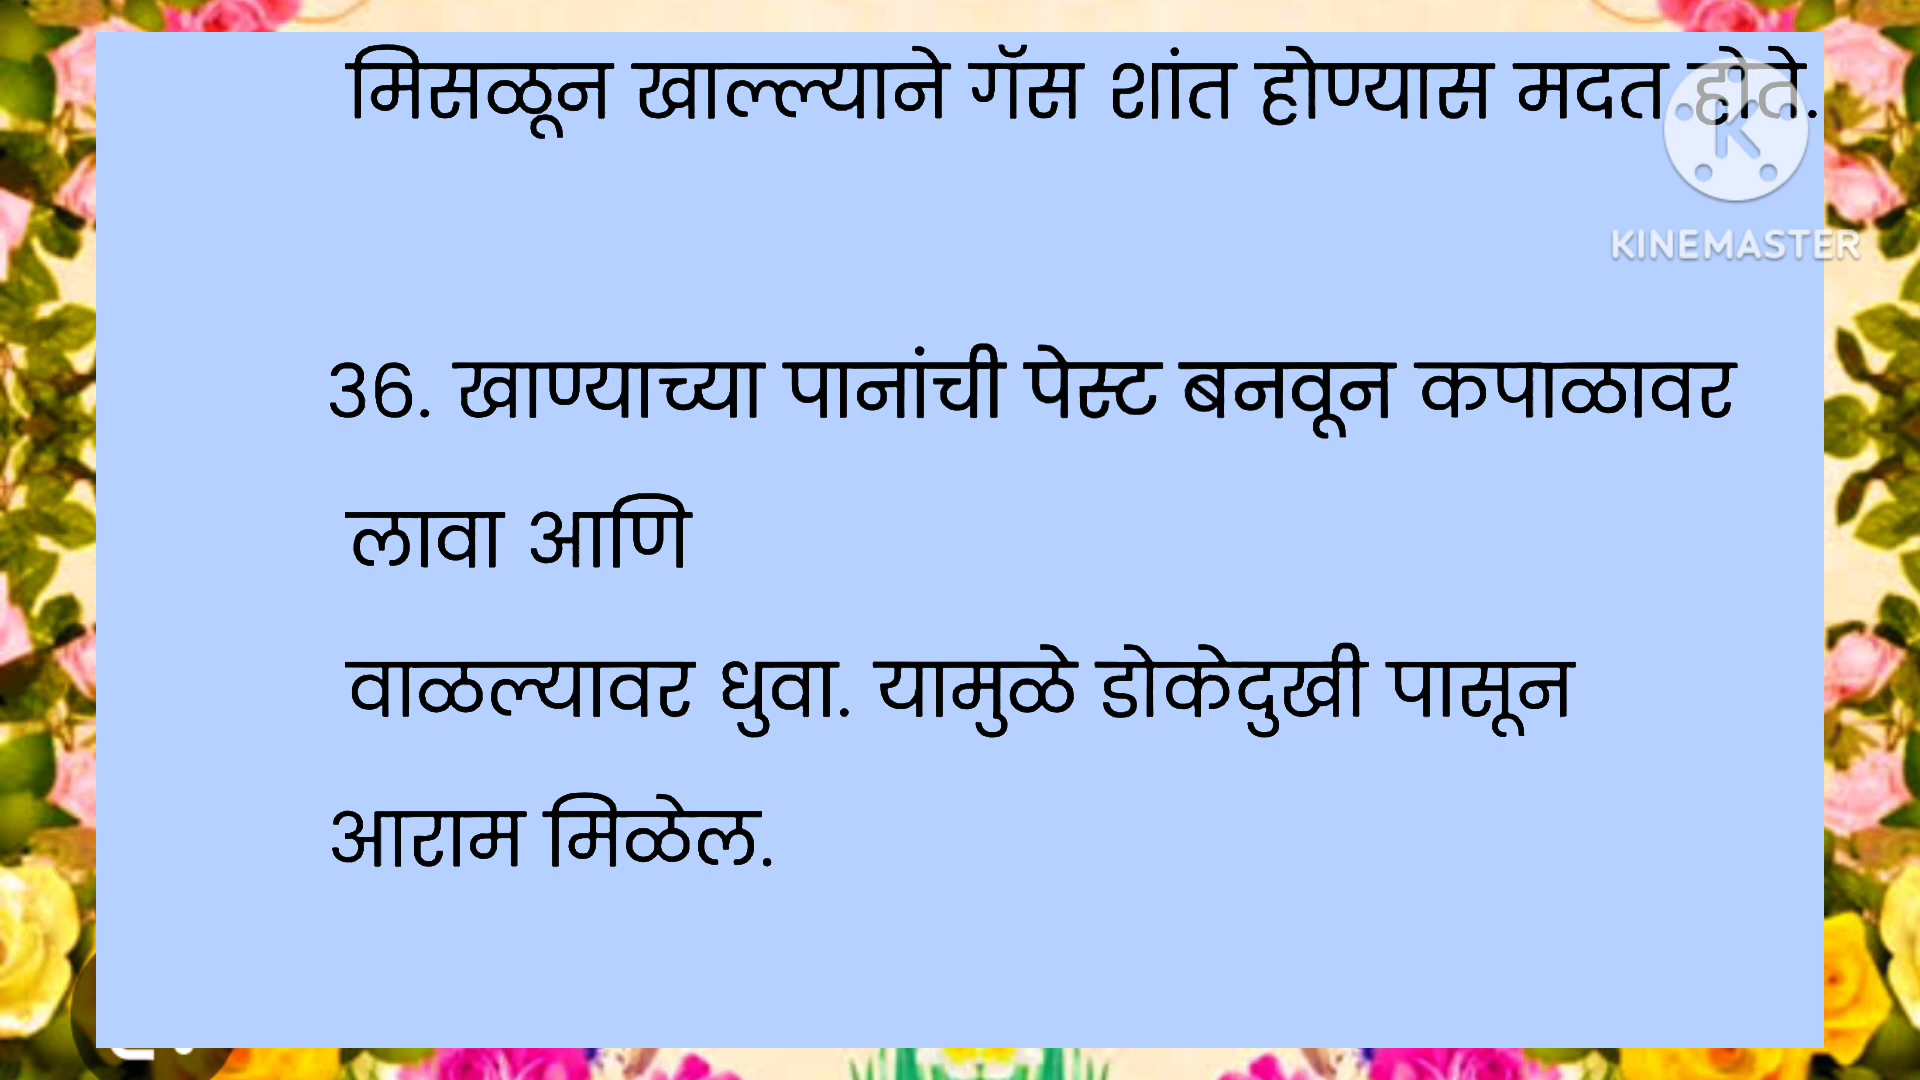 मिसळून खाल्ल्याने गॅस शांत होण्यास मदत होते.
KINEMASTER
36. खाण्याच्या पानांची पेस्ट बनवून कपाळावर
लावा आणि
वाळल्यावर धुवा. यामुळे डोकेदुखी पासून
आराम मिळेल.